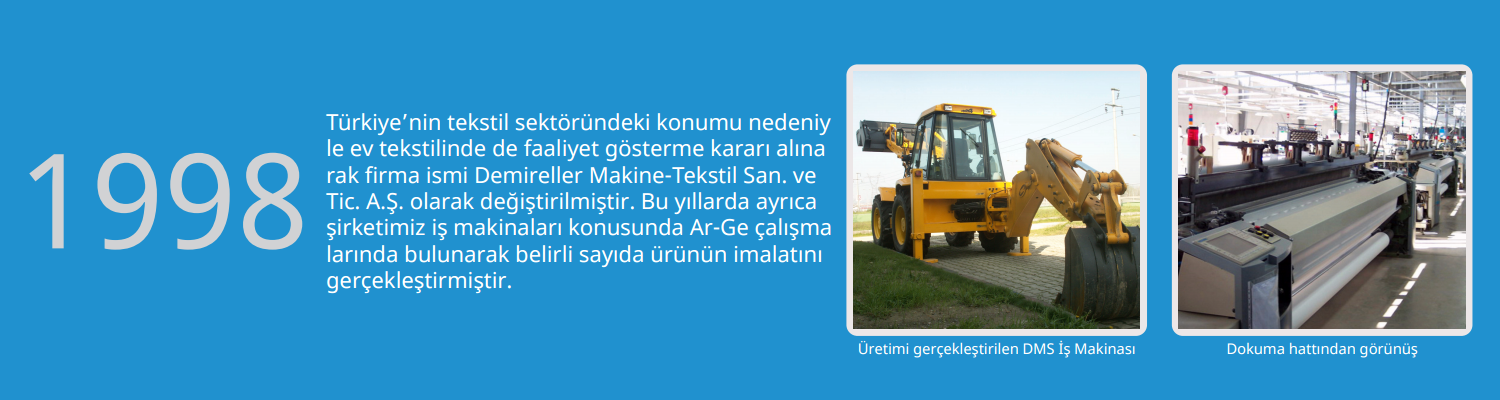 1998
Türkiye’nin tekstil sektöründeki konumu nedeniy
le ev tekstilinde de faaliyet gösterme kararı alına
rak firma ismi Demireller Makine-Tekstil San. ve
Tic. A.Ş. olarak değiştirilmiştir. Bu yıllarda ayrıca
şirketimiz iş makinaları konusunda Ar-Ge çalışma
larında bulunarak belirli sayıda ürünün imalatını
gerçekleştirmiştir.
Üretimi gerçekleştirilen DMS İş Makinası
Dokuma hattından görünüş